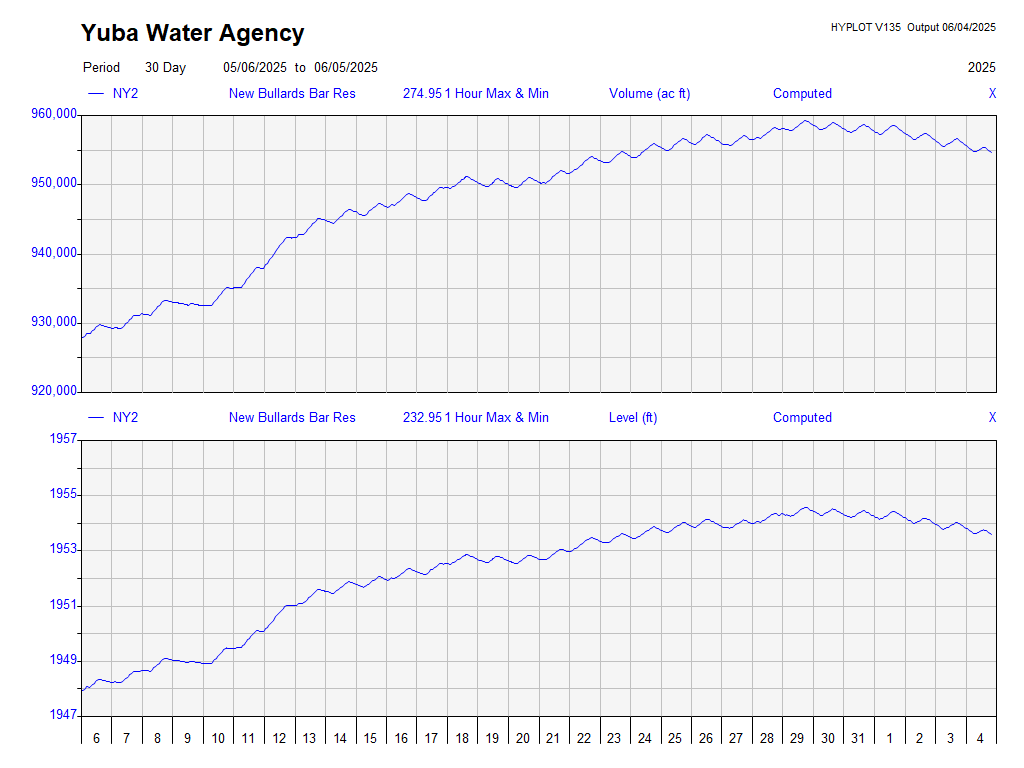 Yuba Water Agency
HYPLOT V135 Output 06/04/2025
Period 30 Day 05/06/2025 to 06/05/2025 2025
NY2 New Bullards Bar Res 274.95 1 Hour Max & Min Volume (ac ft) Computed X
960,000
950,000
940,000
930,000
920,000
NY2 New Bullards Bar Res 232.95 1 Hour Max & Min Level (ft) Computed X
1957
1955
1953
1951
1949
1947
6 7 8 9 10 11 12 13 14 15 16 17 18 19 20 21 22 23 24 25 26 27 28 29 30 31 1 2 3 4